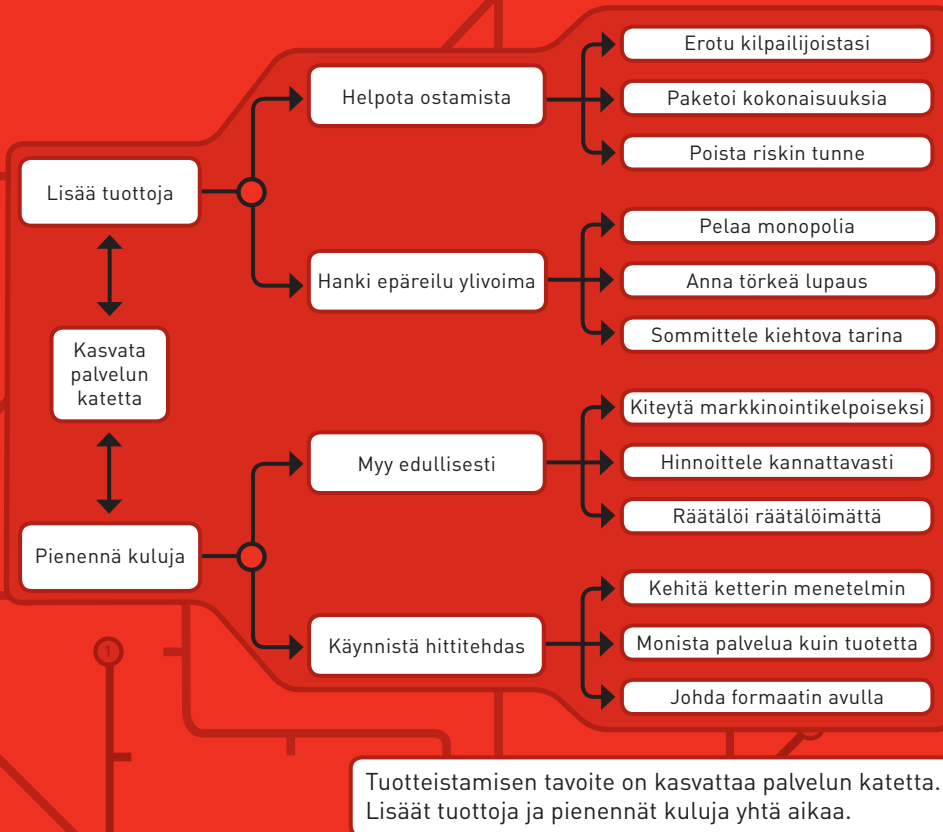 Erotu kilpailijoistasi
Helpota ostamista
Paketoi kokonaisuuksia
Poista riskin tunne
Lisää tuottoja
Pelaa monopolia
Hanki epäreilu ylivoima
Anna törkeä lupaus
Sommittele kiehtova tarina
Kasvata
palvelun
katetta
Kiteytä markkinointikelpoiseksi
Myy edullisesti
Hinnoittele kannattavasti
Räätälöi räätälöimättä
Pienennä kuluja
Kehitä ketterin menetelmin
Käynnistä hittitehdas
Monista palvelua kuin tuotetta
Johda formaatin avulla
1
Tuotteistamisen tavoite on kasvattaa palvelun katetta.
Lisäät tuottoja ja pienennät kuluja yhtä aikaa.